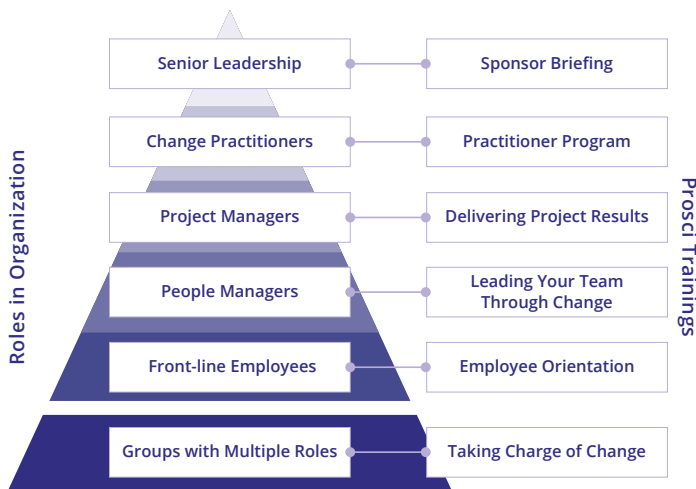 Roles in Organization
Senior Leadership
Sponsor Briefing
Change Practitioners
Practitioner Program
Project Managers
Delivering Project Results
People Managers
Leading Your Team
Through Change
Front-line Employees
Employee Orientation
Groups with Multiple Roles
Taking Charge of Change
Prosci Trainings